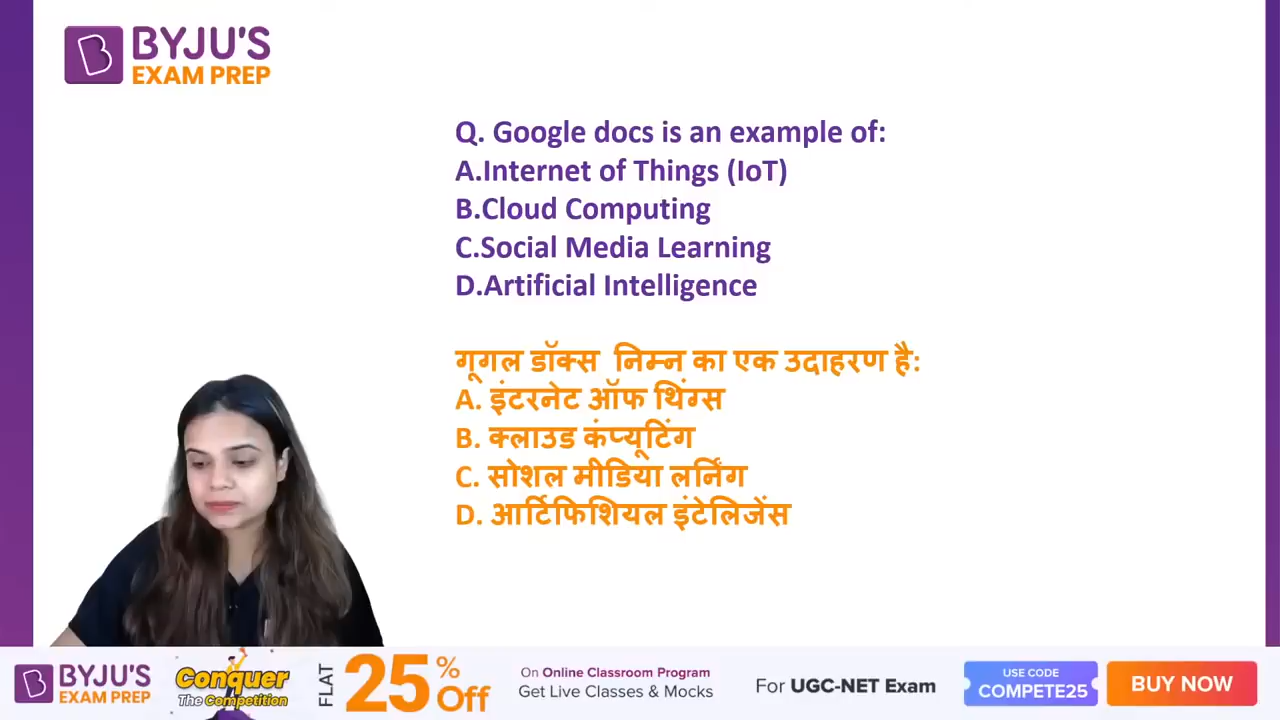 BYJU'S
EXAM PREP
Q. Google docs is an example of:
A.Internet of Things (IoT)
B.Cloud Computing
C.Social Media Learning
D.Artificial Intelligence
गूगल डॉक्स निम्न का एक उदाहरण है:
A. इंटरनेट ऑफ थिंग्स
B. क्लाउड कंप्यूटिंग
C. सोशल मीडिया लर्निंग
D. आर्टिफिशियल इंटेलिजेंस
BYJU'S
EXAM PREP
Conquer
The Competition
FLAT
25% Off
On Online Classroom Program
Get Live Classes & Mocks
For UGC-NET Exam
USE CODE
COMPETE25
BUY NOW